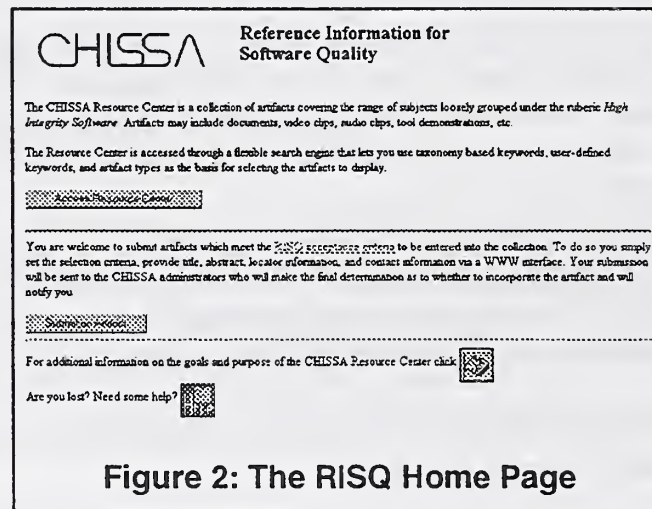 CHISSA
Reference Information for
Software Quality
The CHISSA Resource Center is a collection of artifacts covering the range of subjects loosely grouped under the ruberic High
Integrity Software. Artifacts may include documents, video clips, audio clips, tool demonstrations, etc.
The Resource Center is accessed through a flexible search engine that lets you use taxonomy based keywords, user-defined
keywords, and artifact types as the basis for selecting the artifacts to display.
Access Resource Center
You are welcome to submit artifacts which meet the RISQ acceptance criteria to be entered into the collection. To do so you simply
set the selection criteria, provide title, abstract, locator information, and contact information via a WWW interface. Your submission
will be sent to the CHISSA administrators who will make the final determination as to whether to incorporate the artifact and will
notify you.
Submit an Artifact
For additional information on the goals and purpose of the CHISSA Resource Center click
Are you lost? Need some help?
Figure 2: The RISQ Home Page